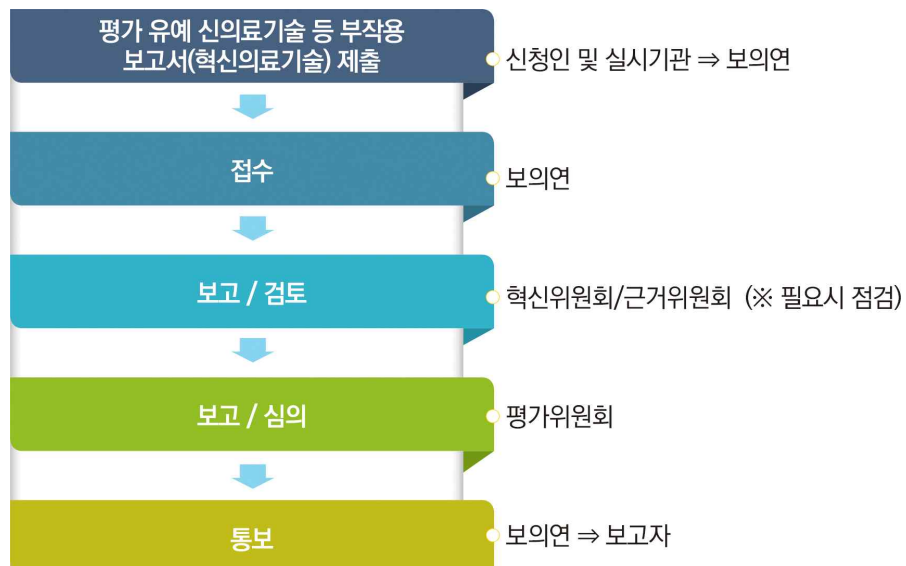 평가 유예 신의료기술 등 부작용
보고서(혁신의료기술) 제출
신청인 및 실시기관 ⇒ 보의연
접수
보의연
보고 / 검토
혁신위원회/근거위원회 (※ 필요시 점검)
보고 / 심의
평가위원회
통보
보의연 ⇒ 보고자